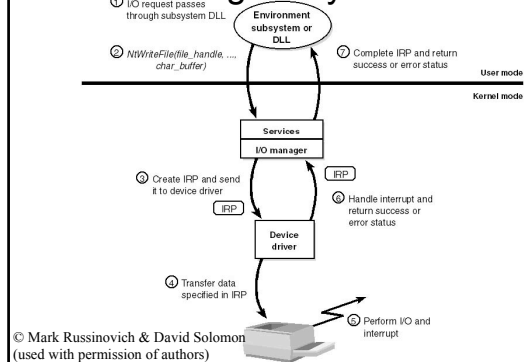 ① I/O request passes
through subsystem DLL
Environment
subsystem or
DLL
② NtWriteFile(file_handle, ...,
char_buffer)
⑦ Complete IRP and return
success or error status
User mode
Kernel mode
Services
I/O manager
③ Create IRP and send
it to device driver
IRP
IRP
⑥ Handle interrupt and
return success or
error status
Device
driver
④ Transfer data
specified in IRP
⑤ Perform I/O and
interrupt
© Mark Russinovich & David Solomon
(used with permission of authors)